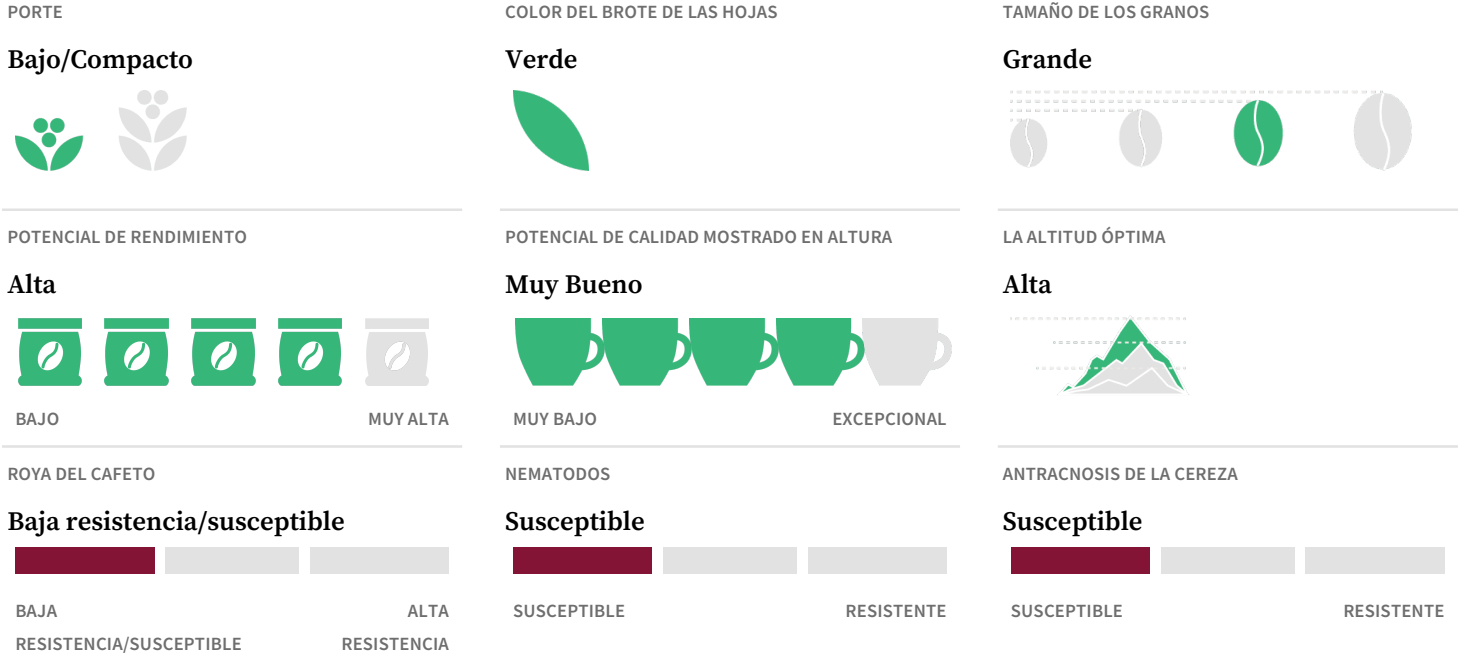 PORTE
Bajo/Compacto
COLOR DEL BROTE DE LAS HOJAS
Verde
TAMAÑO DE LOS GRANOS
Grande
POTENCIAL DE RENDIMIENTO
Alta
BAJO
MUY ALTA
POTENCIAL DE CALIDAD MOSTRADO EN ALTURA
Muy Bueno
MUY BAJO
EXCEPCIONAL
LA ALTITUD ÓPTIMA
Alta
ROYA DEL CAFETO
Baja resistencia/susceptible
BAJA
RESISTENCIA/SUSCEPTIBLE
ALTA
RESISTENCIA
NEMATODOS
Susceptible
SUSCEPTIBLE
RESISTENTE
ANTRACNOSIS DE LA CEREZA
Susceptible
SUSCEPTIBLE
RESISTENTE